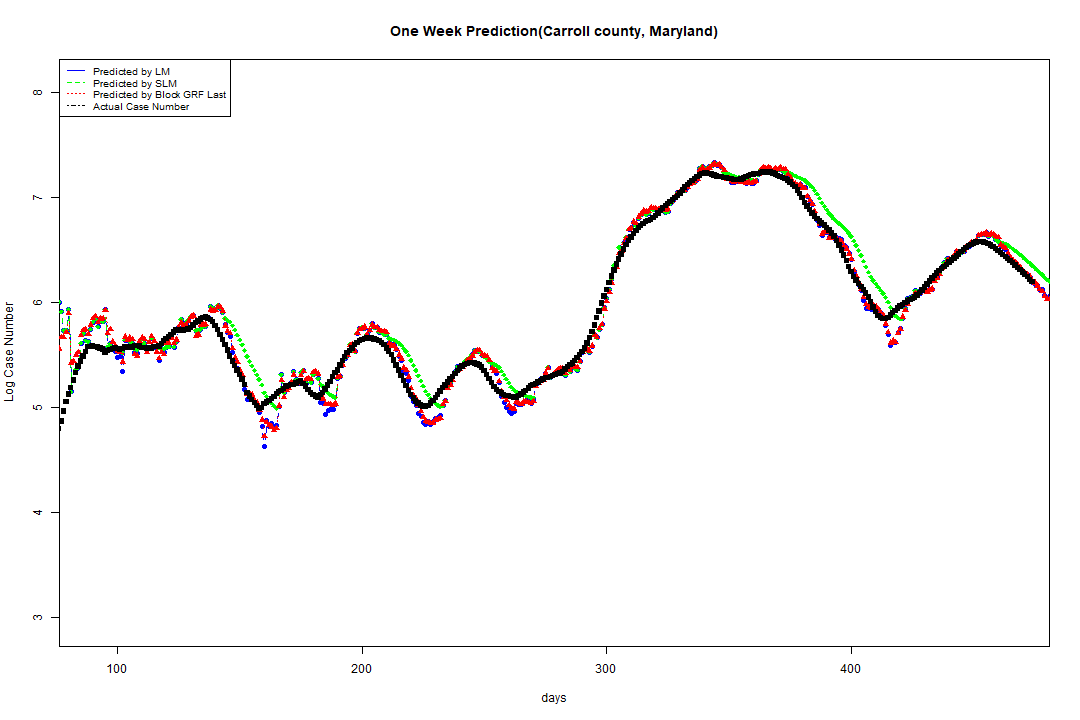 One Week Prediction(Carroll county, Maryland)
Predicted by LM
Predicted by SLM
Predicted by Block GRF Last
Actual Case Number
8
7
6
5
4
3
Log Case Number
100 200 300 400
days